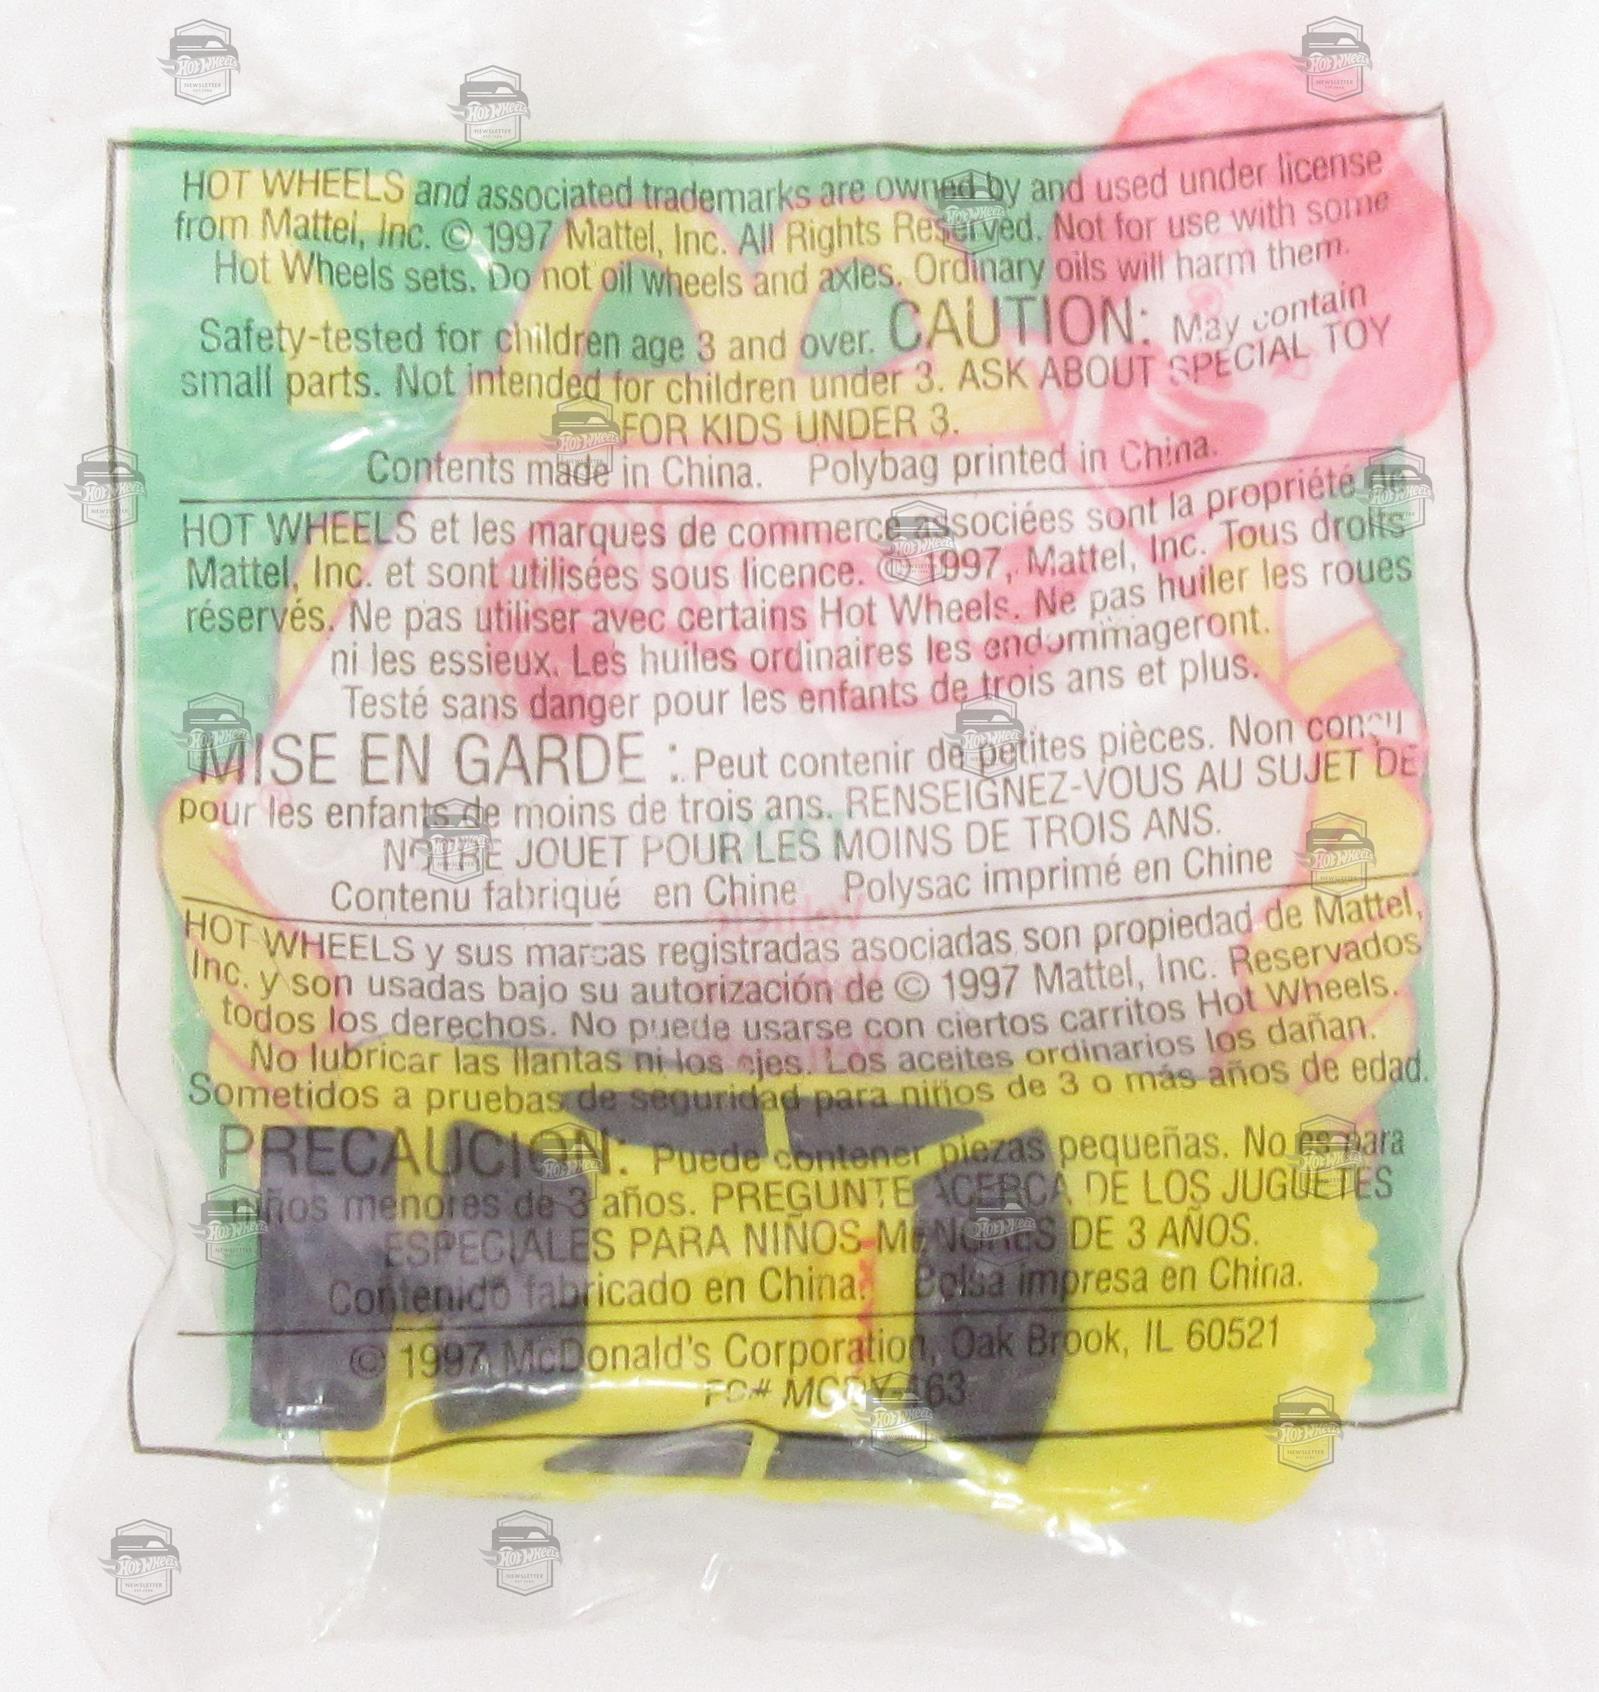 HOT WHEELS and associated trademarks are owned by and used under license
from Mattel, Inc. © 1997 Mattel, Inc. All Rights Reserved. Not for use with some
Hot Wheels sets. Do not oil wheels and axles. Ordinary oils will harm them.
Safety-tested for children age 3 and over. CAUTION: May contain
small parts. Not intended for children under 3. ASK ABOUT SPECIAL TOY
FOR KIDS UNDER 3.
Contents made in China. Polybag printed in China.
HOT WHEELS et les marques de commerce associées sont la propriété de
Mattel, Inc. et sont utilisées sous licence. © 1997, Mattel, Inc. Tous droits
réservés. Ne pas utiliser avec certains Hot Wheels. Ne pas huiler les roues
ni les essieux. Les huiles ordinaires les endommageront.
Testé sans danger pour les enfants de trois ans et plus.
MISE EN GARDE : Peut contenir de petites pièces. Non conçu
pour les enfants de moins de trois ans. RENSEIGNEZ-VOUS AU SUJET DE
NOTRE JOUET POUR LES MOINS DE TROIS ANS.
Contenu fabriqué en Chine Polysac imprimé en Chine
HOT WHEELS y sus marcas registradas asociadas son propiedad de Mattel,
Inc. y son usadas bajo su autorización de © 1997 Mattel, Inc. Reservados
todos los derechos. No puede usarse con ciertos carritos Hot Wheels.
No lubricar las llantas ni los ejes. Los aceites ordinarios los dañan.
Sometidos a pruebas de seguridad para niños de 3 o más años de edad.
PRECAUCION: Puede contener piezas pequeñas. No es para
niños menores de 3 años. PREGUNTE ACERCA DE LOS JUGUETES
ESPECIALES PARA NIÑOS MENORES DE 3 AÑOS.
Contenido fabricado en China. Bolsa impresa en China.
© 1997 McDonald's Corporation, Oak Brook, IL 60521